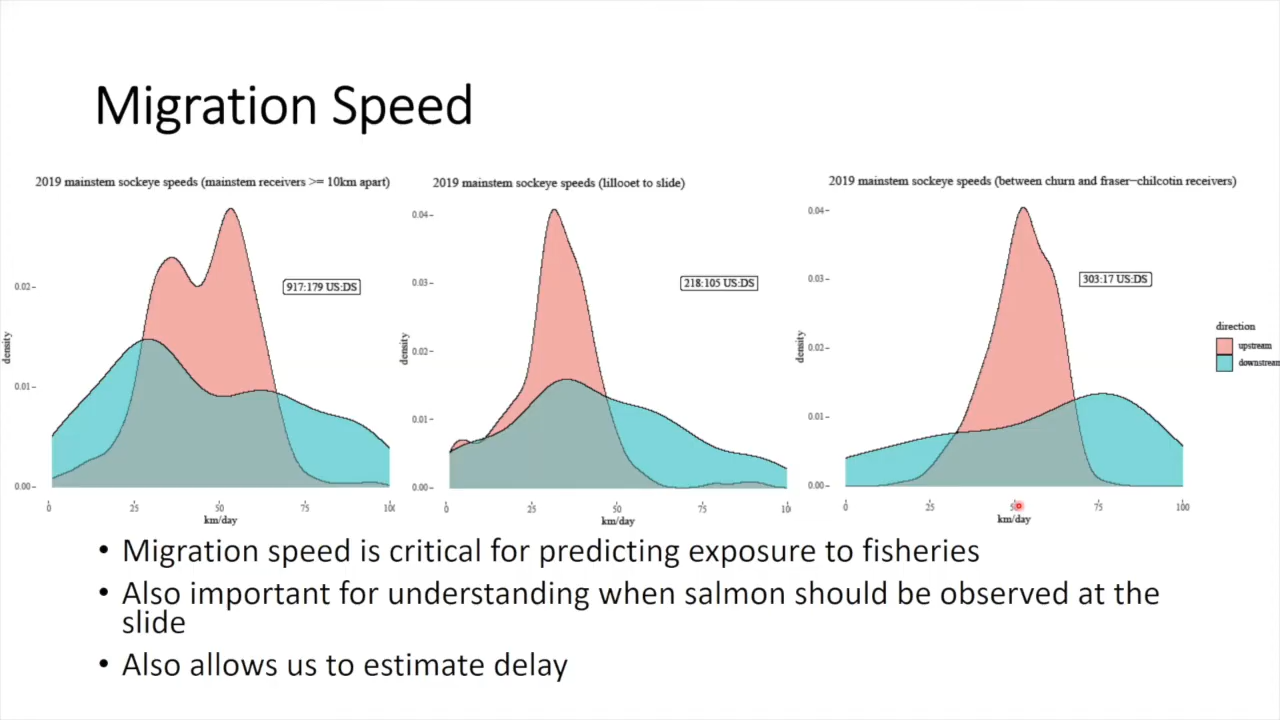 Migration Speed
2019 mainstem sockeye speeds (mainstem receivers >= 10km apart)
0.02
0.01
0.00
density
917:179 US:DS
0 25 50 75 100
km/day
2019 mainstem sockeye speeds (lillooet to slide)
0.04
0.03
0.02
0.01
0.00
density
218:105 US:DS
0 25 50 75
km/day
2019 mainstem sockeye speeds (between churn and fraser-chilcotin receivers)
0.04
0.03
0.02
0.01
0.00
density
303:17 US:DS
0 25 50 75 100
km/day
direction
upstream
downstream
• Migration speed is critical for predicting exposure to fisheries
• Also important for understanding when salmon should be observed at the
slide
• Also allows us to estimate delay